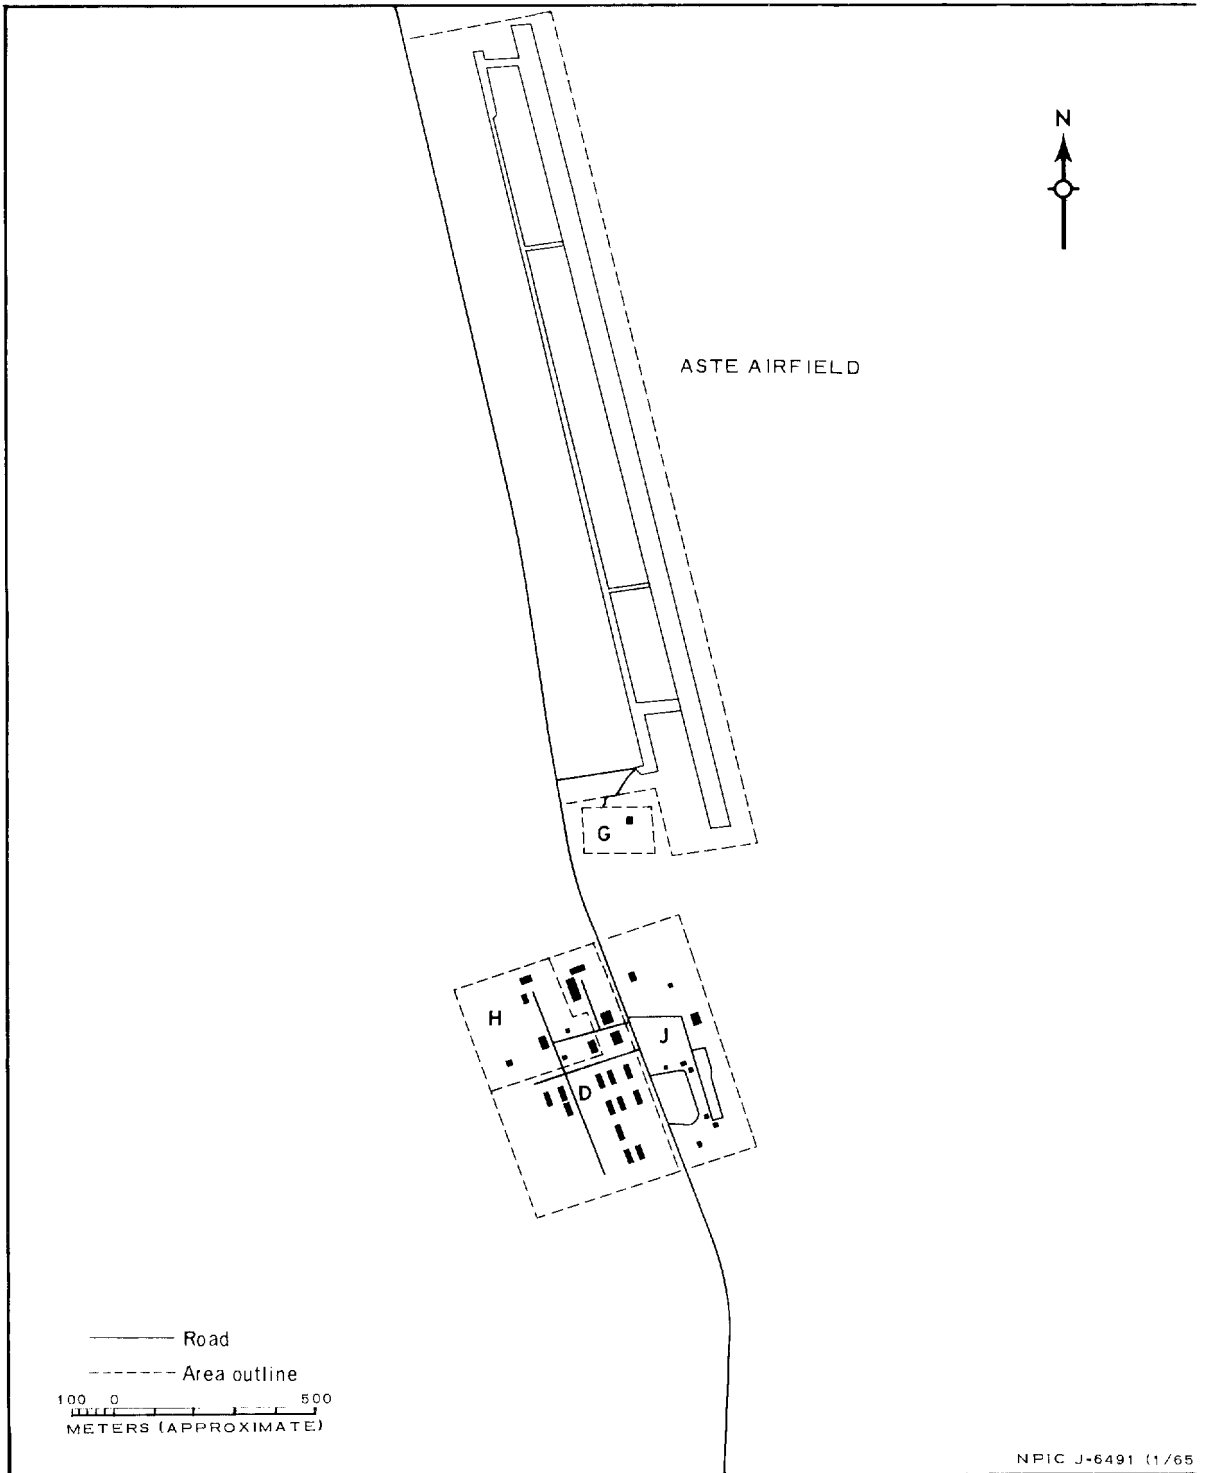 N
ASTE AIRFIELD
G
H
J
D
Road
Area outline
100 0 500
METERS (APPROXIMATE)
NPIC J-6491 (1/65